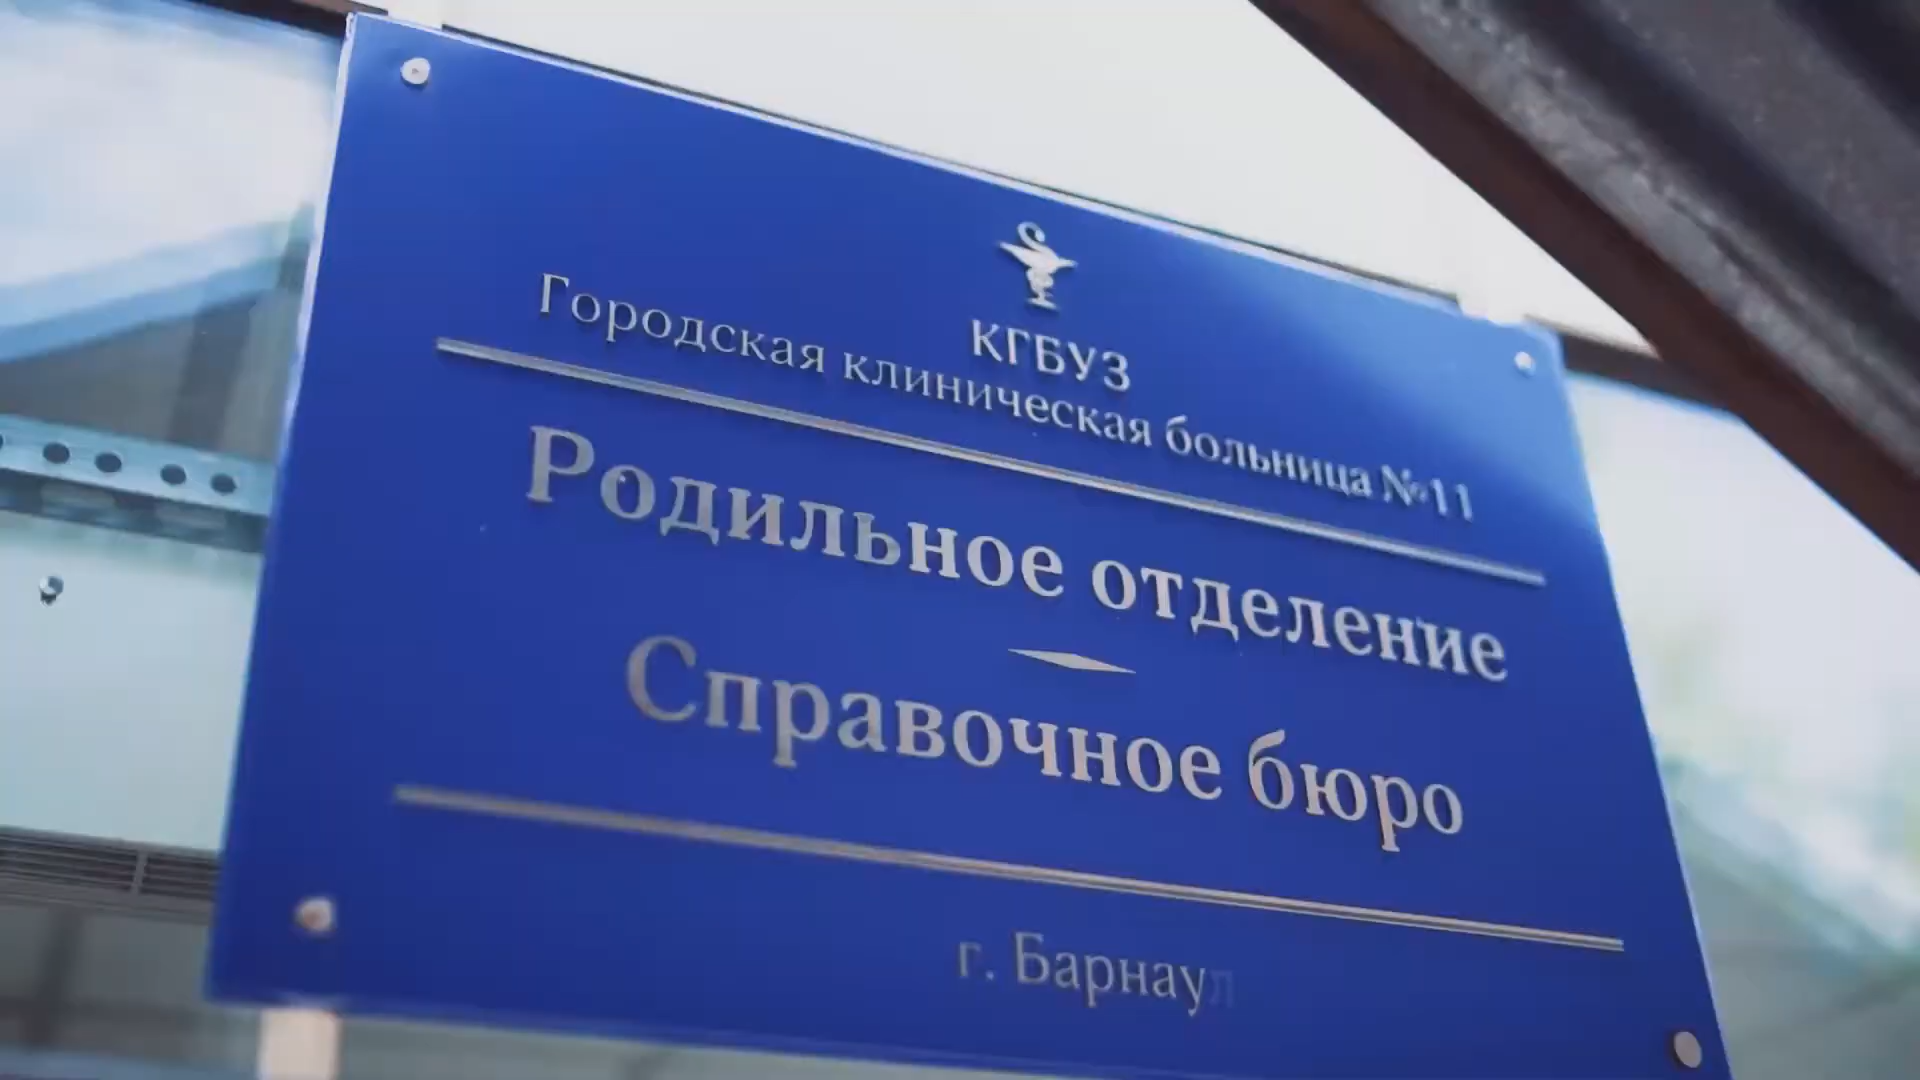 КГБУЗ
Городская клиническая больница №11
Родильное отделение
Справочное бюро
г. Барнаул